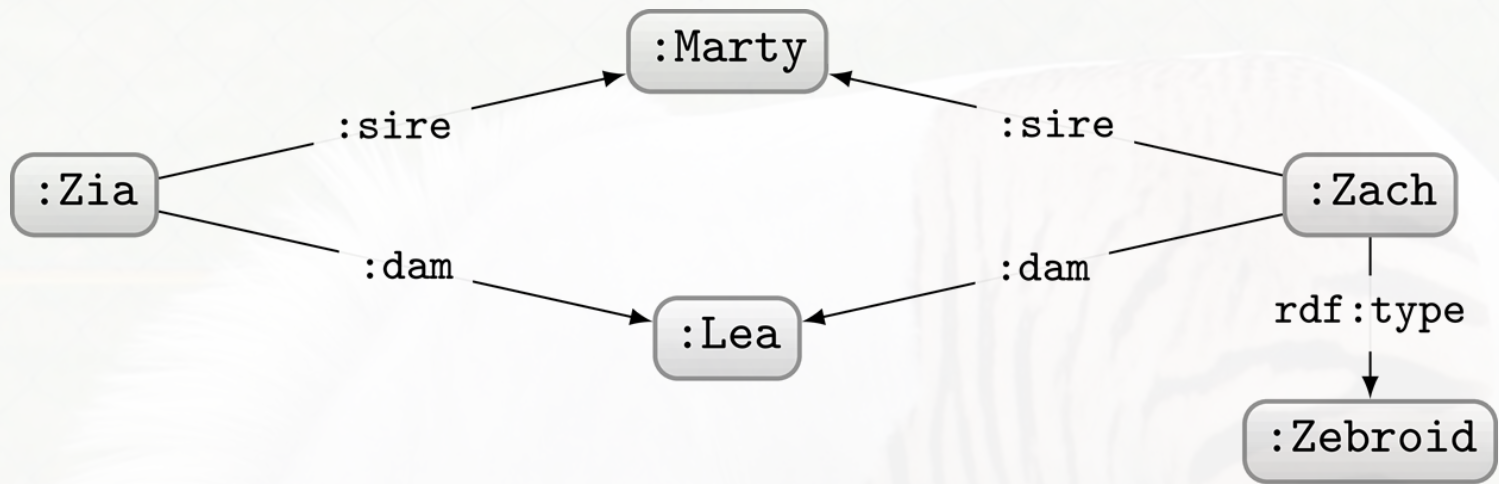 :Marty
:sire
:sire
:Zia
:Zach
:dam
:dam
:Lea
rdf:type
:Zebroid